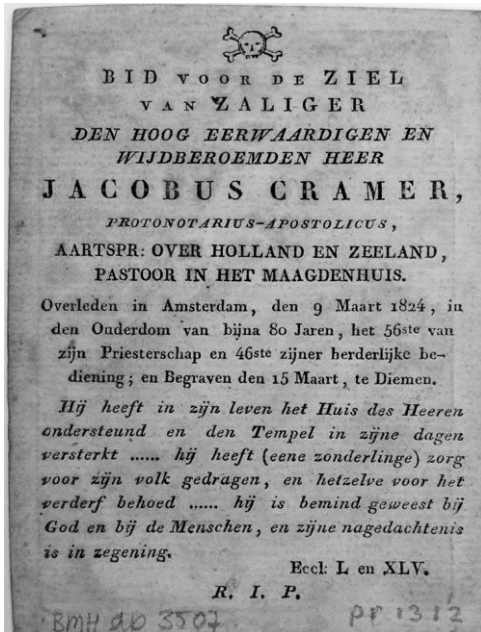 BID VOOR DE ZIEL
VAN ZALIGER
DEN HOOG EERWAARDIGEN EN
WIJDBEROEMDEN HEER
JACOBUS CRAMER,
PROTONOTARIUS-APOSTOLICUS,
AARTSPR: OVER HOLLAND EN ZEELAND,
PASTOOR IN HET MAAGDENHUIS.
Overleden in Amsterdam, den 9 Maart 1824, in
den Ouderdom van bijna 80 Jaren, het 56ste van
zijn Priesterschap en 46ste zijner herderlijke be-
diening; en Begraven den 15 Maart, te Diemen.
Hij heeft in zijn leven het Huis des Heeren
ondersteund en den Tempel in zijne dagen
versterkt ...... hij heeft (eene zonderlinge) zorg
voor zijn volk gedragen, en hetzelve voor het
verderf behoed ...... hij is bemind geweest bij
God en bij de Menschen, en zijne nagedachtenis
is in zegening.
Eccl: L en XLV.
R. I. P.
BMH db 3507 pr 1312